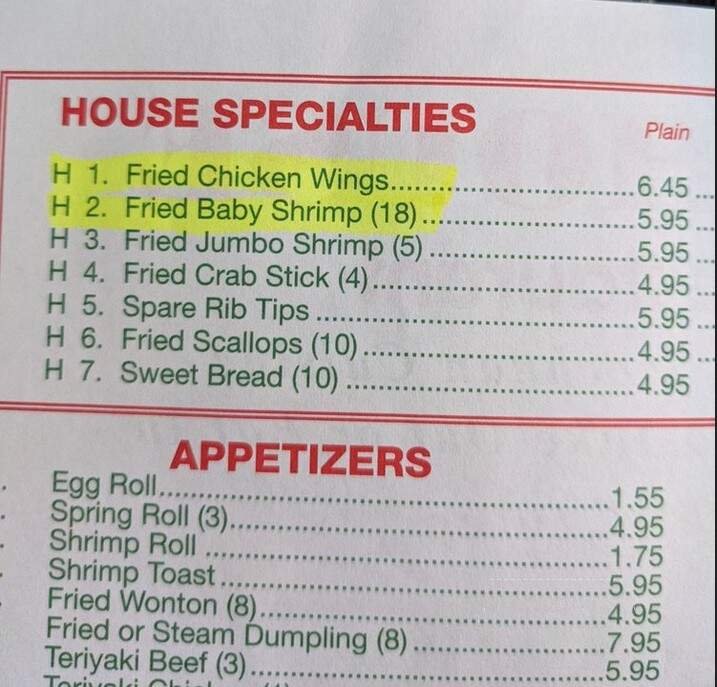 HOUSE SPECIALTIES
Plain
H 1. Fried Chicken Wings..............................6.45 ...
H 2. Fried Baby Shrimp (18)...........................5.95 ...
H 3. Fried Jumbo Shrimp (5) ..........................5.95 ...
H 4. Fried Crab Stick (4)................................4.95 ...
H 5. Spare Rib Tips .......................................5.95 ...
H 6. Fried Scallops (10)..................................4.95 ...
H 7. Sweet Bread (10) ....................................4.95
APPETIZERS
Egg Roll......................................................1.55
Spring Roll (3)..............................................4.95
Shrimp Roll .................................................1.75
Shrimp Toast ...............................................5.95
Fried Wonton (8)...........................................4.95
Fried or Steam Dumpling (8) .......................7.95
Teriyaki Beef (3)...........................................5.95